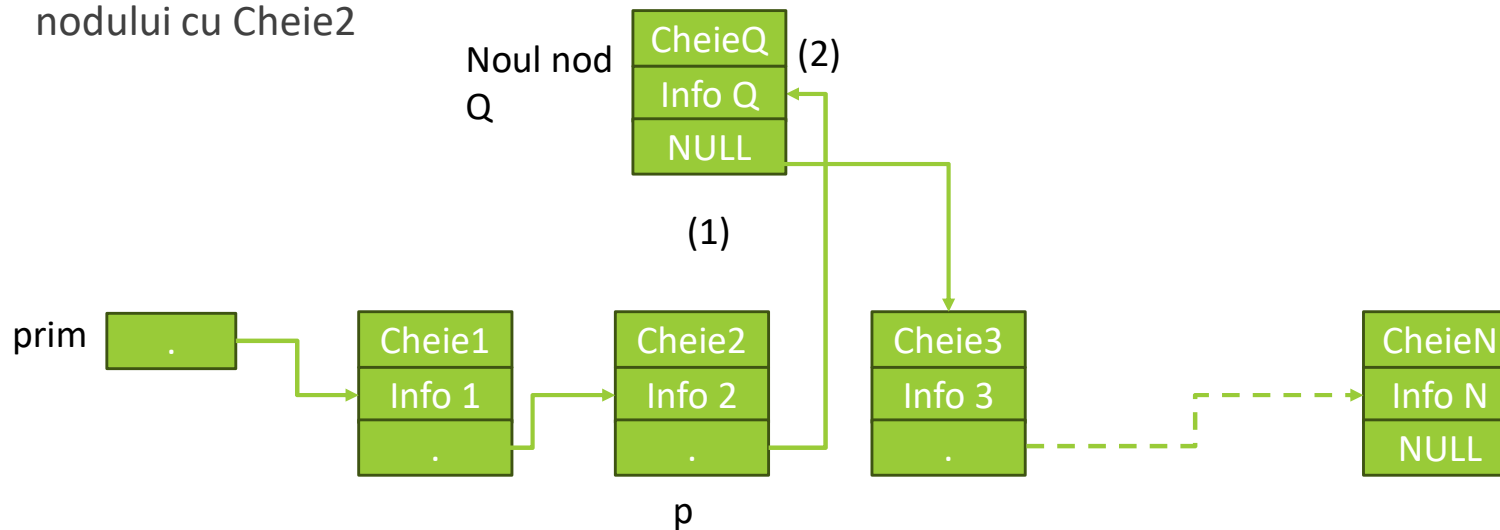 nodului cu Cheie2
Noul nod
Q
CheieQ
Info Q
NULL
(2)
(1)
prim
.
Cheie1
Info 1
.
Cheie2
Info 2
.
p
Cheie3
Info 3
.
CheieN
Info N
NULL